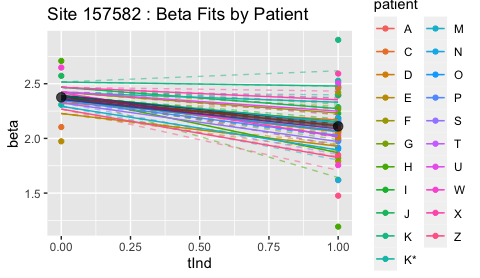 Site 157582 : Beta Fits by Patient
beta
2.5
2.0
1.5
0.00
0.25
0.50
0.75
1.00
tInd
patient
A
C
D
E
F
G
H
I
J
K
K*
M
N
O
P
S
T
U
W
X
Z